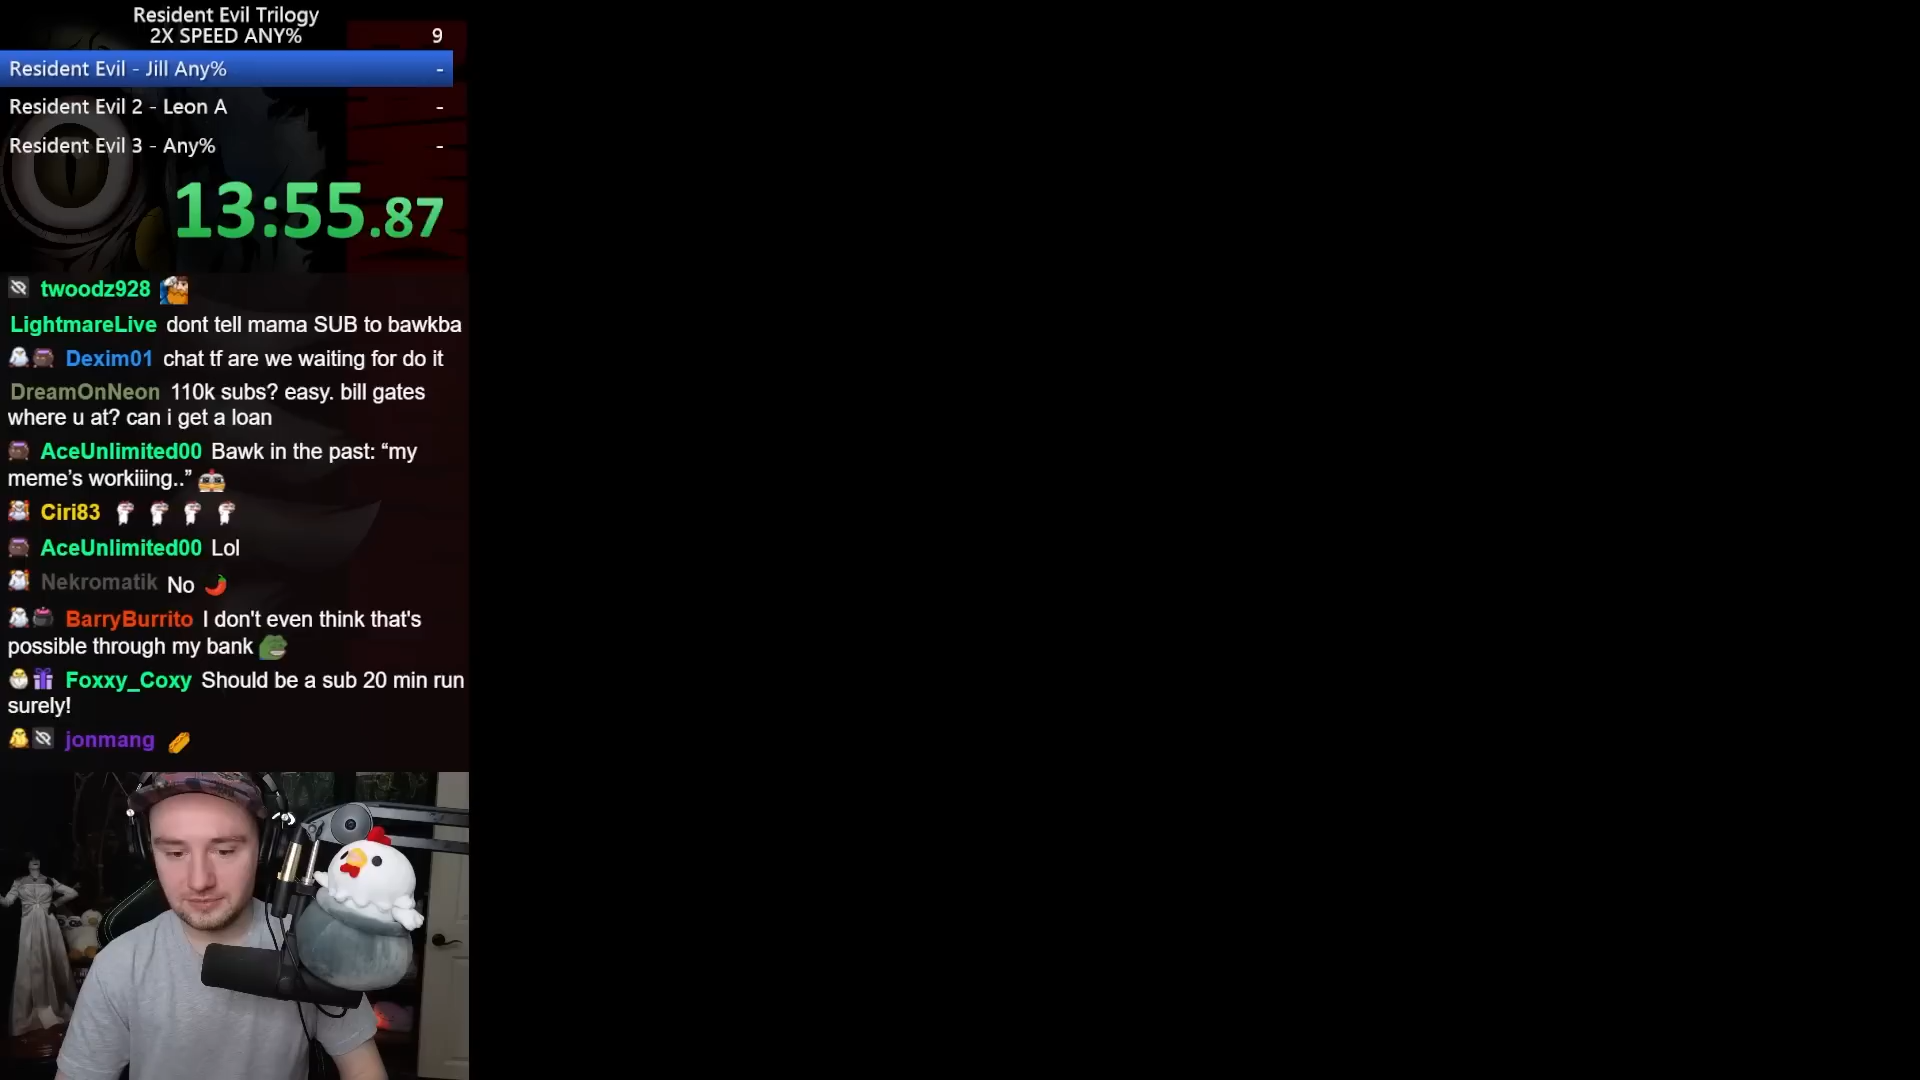 Resident Evil Trilogy
2X SPEED ANY% 9
Resident Evil - Jill Any% -
Resident Evil 2 - Leon A -
Resident Evil 3 - Any% -
13:55.87
twoodz928
LightmareLive dont tell mama SUB to bawkba
Dexim01 chat tf are we waiting for do it
DreamOnNeon 110k subs? easy. bill gates
where u at? can i get a loan
AceUnlimited00 Bawk in the past: “my
meme’s workiiing..”
Ciri83
AceUnlimited00 Lol
Nekromatik No
BarryBurrito I don't even think that's
possible through my bank
Foxxy_Coxy Should be a sub 20 min run
surely!
jonmang